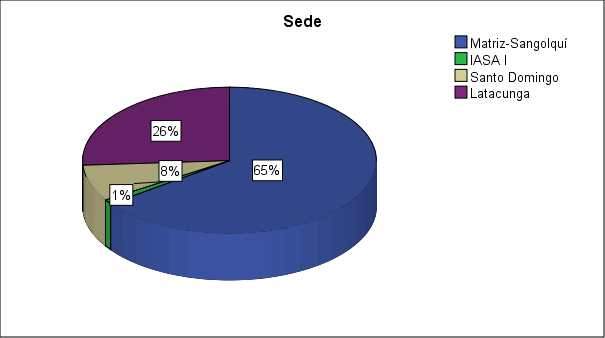 Sede
Matriz-Sangolquí
IASA I
Santo Domingo
Latacunga
26%
8%
65%
1%